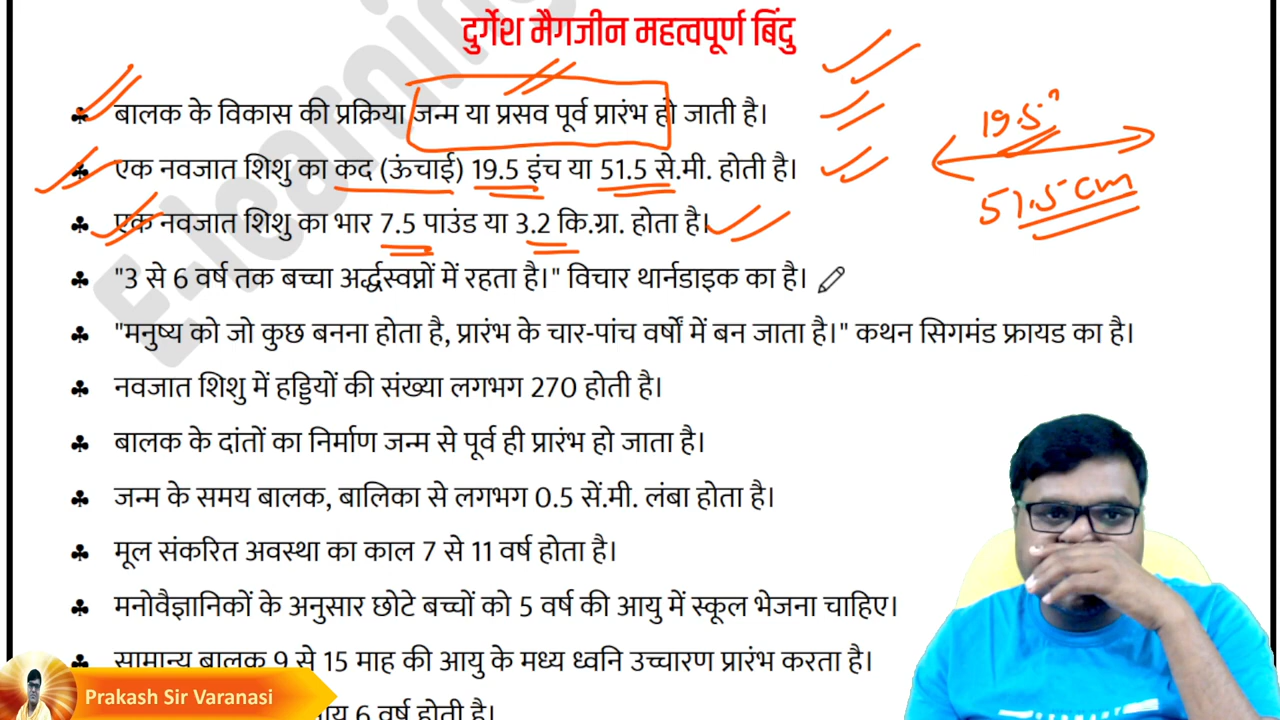 दुर्गेश मैगजीन महत्वपूर्ण बिंदु
E-learning
♣ बालक के विकास की प्रक्रिया जन्म या प्रसव पूर्व प्रारंभ हो जाती है।
19.5"
♣ एक नवजात शिशु का कद (ऊंचाई) 19.5 इंच या 51.5 से.मी. होती है।
51.5 cm
♣ एक नवजात शिशु का भार 7.5 पाउंड या 3.2 कि.ग्रा. होता है।
♣ "3 से 6 वर्ष तक बच्चा अर्द्धस्वप्नों में रहता है।" विचार थार्नडाइक का है।
♣ "मनुष्य को जो कुछ बनना होता है, प्रारंभ के चार-पांच वर्षों में बन जाता है।" कथन सिगमंड फ्रायड का है।
♣ नवजात शिशु में हड्डियों की संख्या लगभग 270 होती है।
♣ बालक के दांतों का निर्माण जन्म से पूर्व ही प्रारंभ हो जाता है।
♣ जन्म के समय बालक, बालिका से लगभग 0.5 सें.मी. लंबा होता है।
♣ मूल संकरित अवस्था का काल 7 से 11 वर्ष होता है।
♣ मनोवैज्ञानिकों के अनुसार छोटे बच्चों को 5 वर्ष की आयु में स्कूल भेजना चाहिए।
♣ सामान्य बालक 9 से 15 माह की आयु के मध्य ध्वनि उच्चारण प्रारंभ करता है।
Prakash Sir Varanasi
6 वर्ष होती है।